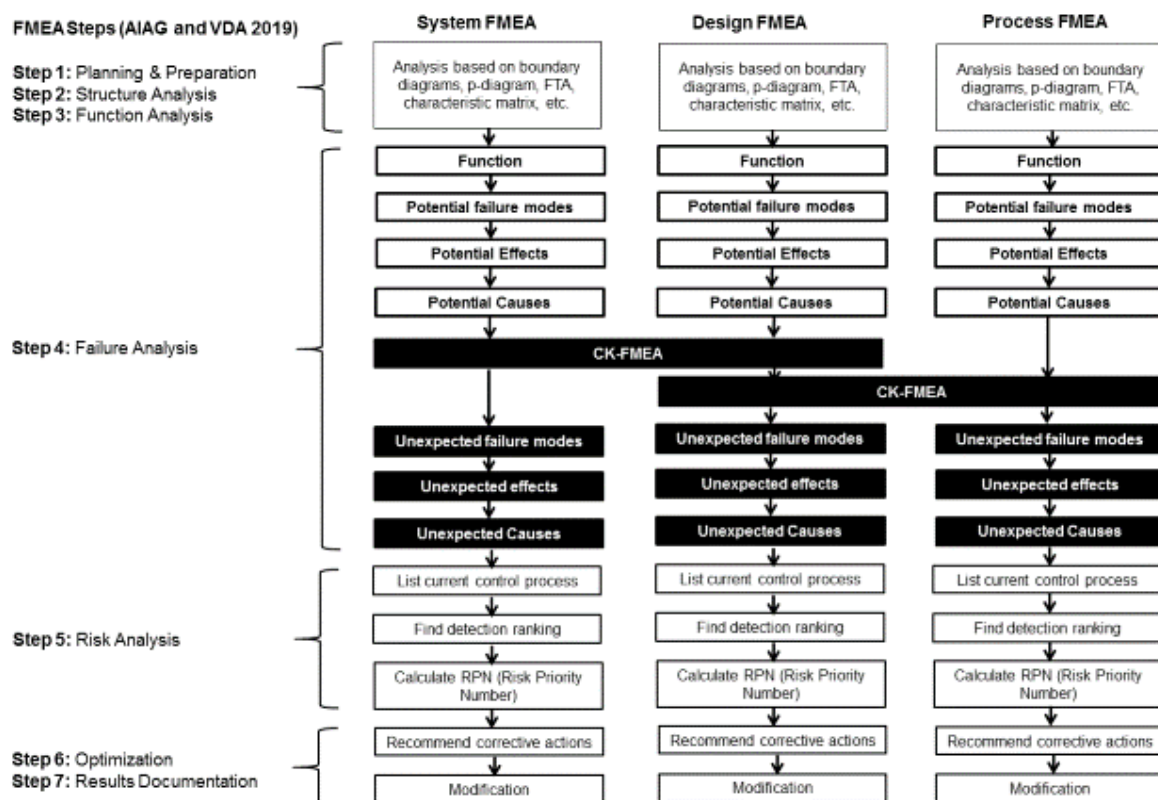 FMEA Steps (AIAG and VDA 2019)
System FMEA
Design FMEA
Process FMEA
Step 1: Planning & Preparation
Step 2: Structure Analysis
Step 3: Function Analysis
Analysis based on boundary
diagrams, p-diagram, FTA,
characteristic matrix, etc.
Analysis based on boundary
diagrams, p-diagram, FTA,
characteristic matrix, etc.
Analysis based on boundary
diagrams, p-diagram, FTA,
characteristic matrix, etc.
Step 4: Failure Analysis
Function
Function
Function
Potential failure modes
Potential failure modes
Potential failure modes
Potential Effects
Potential Effects
Potential Effects
Potential Causes
Potential Causes
Potential Causes
CK-FMEA
CK-FMEA
Unexpected failure modes
Unexpected failure modes
Unexpected failure modes
Unexpected effects
Unexpected effects
Unexpected effects
Unexpected Causes
Unexpected Causes
Unexpected Causes
Step 5: Risk Analysis
List current control process
List current control process
List current control process
Find detection ranking
Find detection ranking
Find detection ranking
Calculate RPN (Risk Priority
Number)
Calculate RPN (Risk Priority
Number)
Calculate RPN (Risk Priority
Number)
Step 6: Optimization
Step 7: Results Documentation
Recommend corrective actions
Recommend corrective actions
Recommend corrective actions
Modification
Modification
Modification